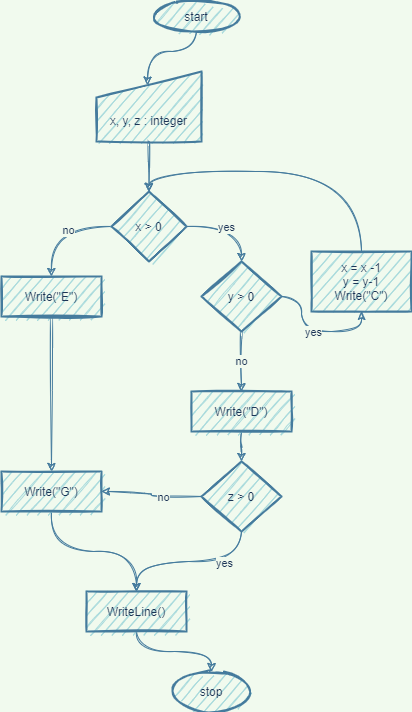 start
x, y, z : integer
x > 0
no
yes
x = x -1
y = y-1
Write("C")
Write("E")
y > 0
yes
no
Write("D")
Write("G")
no
z > 0
yes
WriteLine()
stop